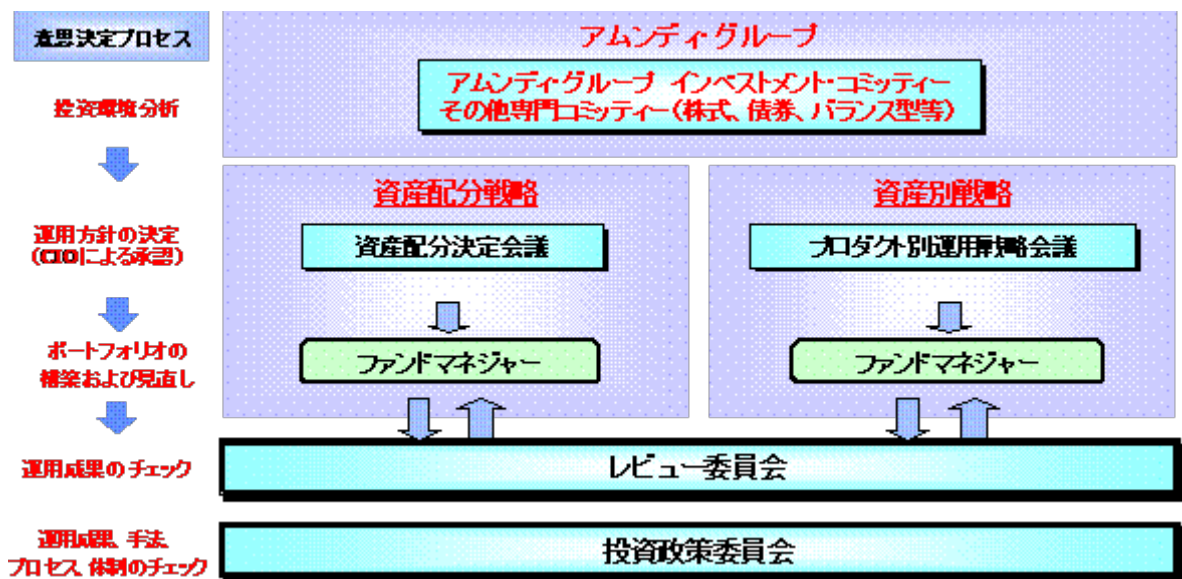 意思決定プロセス
アムンディ・グループ
アムンディ・グループ インベストメント・コミッティー
その他専門コミッティー(株式、債券、バランス型等)
投資環境分析
資産配分戦略
資産別戦略
運用方針の決定
(CIOによる承認)
資産配分決定会議
プロダクト別運用戦略会議
ポートフォリオの
構築および見直し
ファンドマネジャー
ファンドマネジャー
運用成果のチェック
レビュー委員会
運用成果、手法、
プロセス、体制のチェック
投資政策委員会